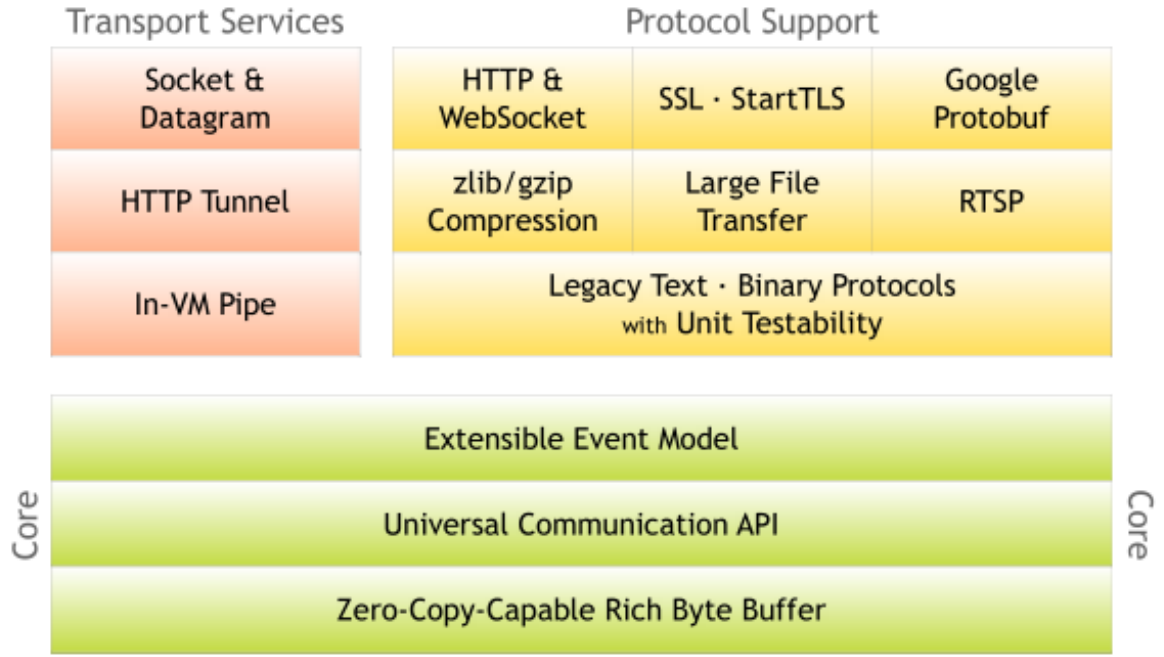 Transport Services
Protocol Support
Socket &
Datagram
HTTP &
WebSocket
SSL · StartTLS
Google
Protobuf
HTTP Tunnel
zlib/gzip
Compression
Large File
Transfer
RTSP
In-VM Pipe
Legacy Text · Binary Protocols
with Unit Testability
Core
Extensible Event Model
Universal Communication API
Zero-Copy-Capable Rich Byte Buffer
Core